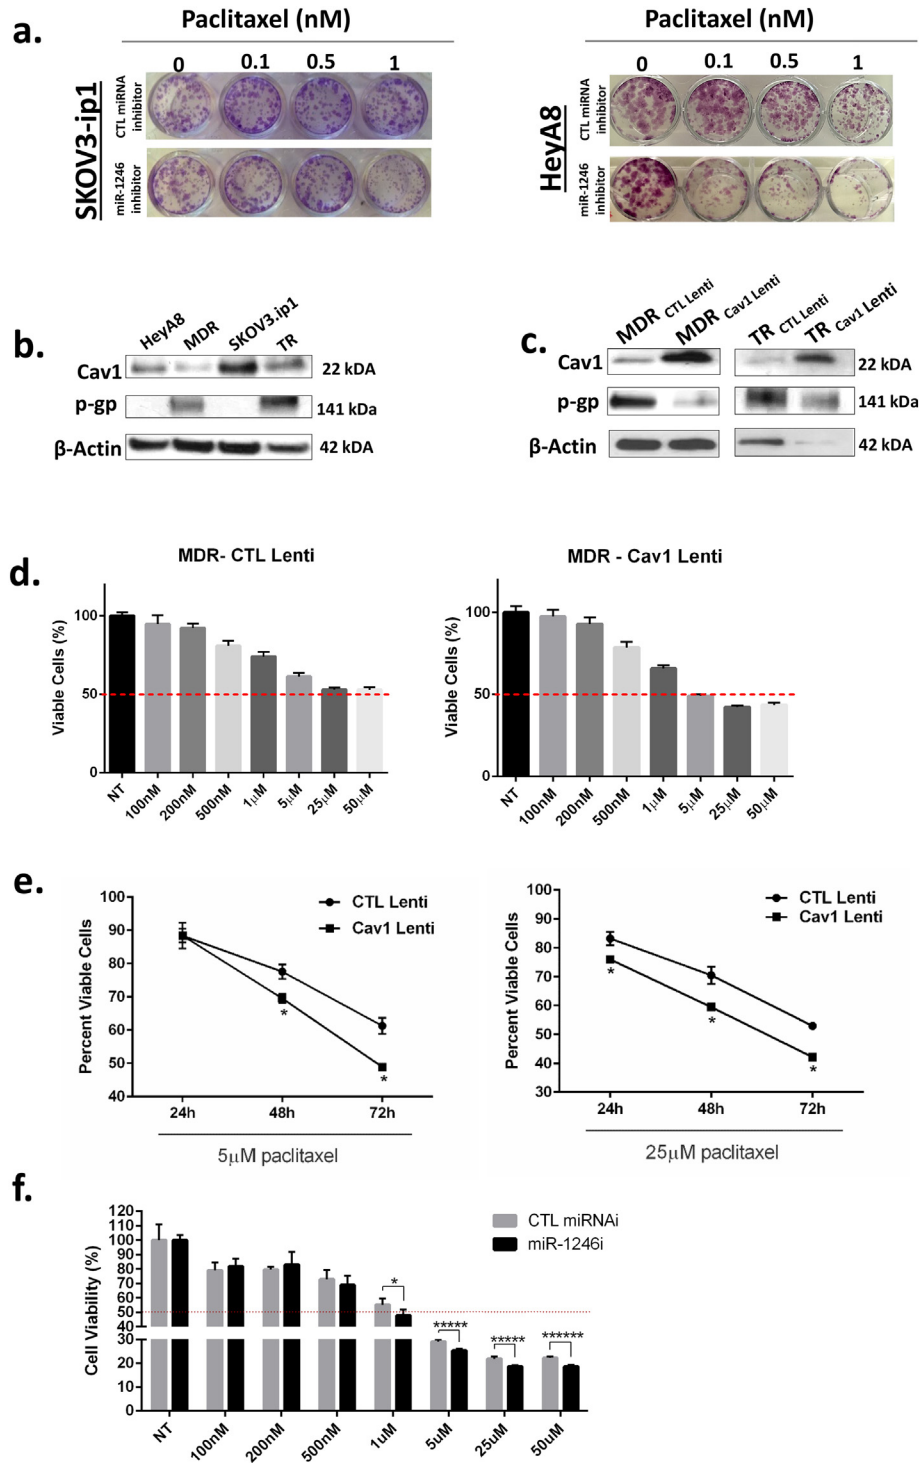 a.
Paclitaxel (nM)
0 0.1 0.5 1
SKOV3-ip1
CTL miRNA inhibitor
miR-1246 inhibitor
Paclitaxel (nM)
0 0.1 0.5 1
HeyA8
CTL miRNA inhibitor
miR-1246 inhibitor
b.
HeyA8 MDR SKOV3.ip1 TR
Cav1 22 kDA
p-gp 141 kDa
β-Actin 42 kDA
c.
MDR CTL Lenti MDR Cav1 Lenti TR CTL Lenti TR Cav1 Lenti
Cav1 22 kDA
p-gp 141 kDa
β-Actin 42 kDA
d.
MDR- CTL Lenti
Viable Cells (%)
100
50
0
NT 100nM 200nM 500nM 1μM 5μM 25μM 50μM
MDR - Cav1 Lenti
Viable Cells (%)
100
50
0
NT 100nM 200nM 500nM 1μM 5μM 25μM 50μM
e.
Percent Viable Cells
100
90
80
70
60
50
40
CTL Lenti
Cav1 Lenti
*
*
24h 48h 72h
5μM paclitaxel
Percent Viable Cells
100
90
80
70
60
50
40
30
CTL Lenti
Cav1 Lenti
*
*
*
24h 48h 72h
25μM paclitaxel
f.
Cell Viability (%)
120
110
100
90
80
70
60
50
40
30
20
10
0
CTL miRNAi
miR-1246i
*
***** ***** ******
NT 100nM 200nM 500nM 1uM 5uM 25uM 50uM